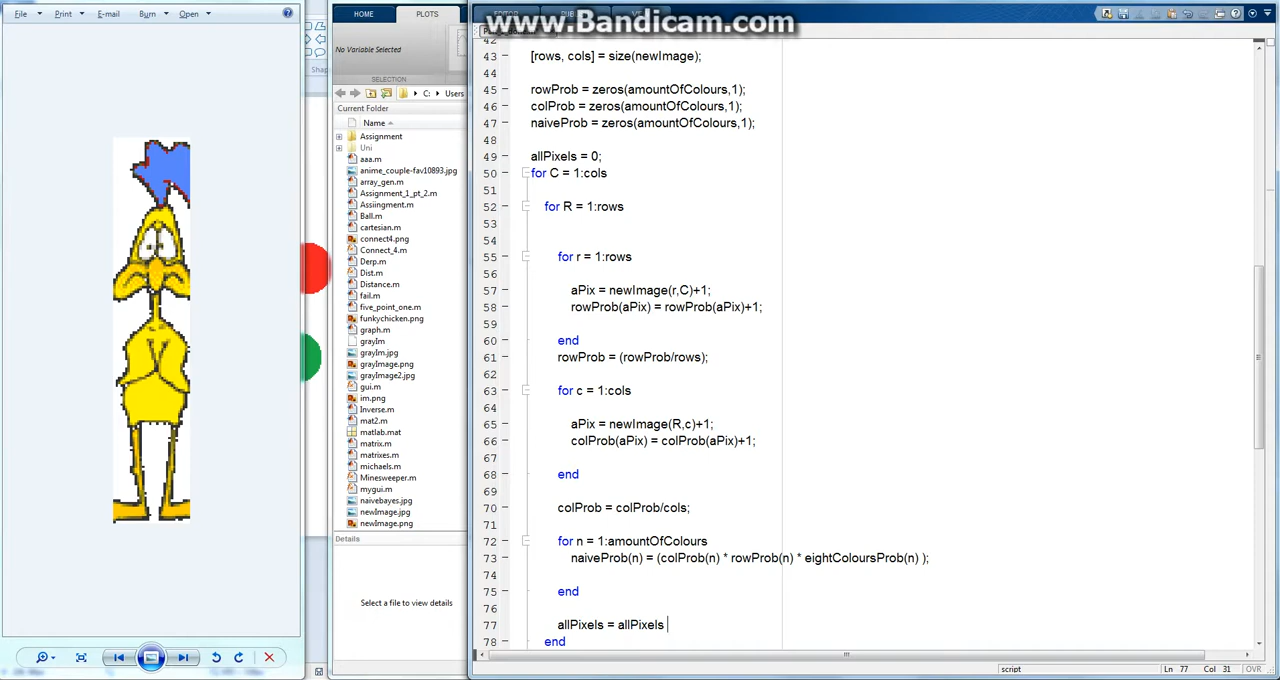 www.Bandicam.com
File Print E-mail Burn Open
HOME PLOTS
No Variable Selected
SELECTION
C: Users
Current Folder
Name
Assignment
Uni
aaa.m
anime_couple-fav10893.jpg
array_gen.m
Assignment_1_pt_2.m
Assiingment.m
Ball.m
cartesian.m
connect4.png
Connect_4.m
Derp.m
Dist.m
Distance.m
fail.m
five_point_one.m
funkychicken.png
graph.m
grayIm
grayIm.jpg
grayImage.png
grayImage2.jpg
gui.m
im.png
Inverse.m
mat2.m
matlab.mat
matrix.m
matrixes.m
michaels.m
Minesweeper.m
mygui.m
naivebayes.jpg
newImage.jpg
newImage.png
Details
Select a file to view details
42
43 [rows, cols] = size(newImage);
44
45 rowProb = zeros(amountOfColours,1);
46 colProb = zeros(amountOfColours,1);
47 naiveProb = zeros(amountOfColours,1);
48
49 allPixels = 0;
50 for C = 1:cols
51
52 for R = 1:rows
53
54
55 for r = 1:rows
56
57 aPix = newImage(r,C)+1;
58 rowProb(aPix) = rowProb(aPix)+1;
59
60 end
61 rowProb = (rowProb/rows);
62
63 for c = 1:cols
64
65 aPix = newImage(R,c)+1;
66 colProb(aPix) = colProb(aPix)+1;
67
68 end
69
70 colProb = colProb/cols;
71
72 for n = 1:amountOfColours
73 naiveProb(n) = (colProb(n) * rowProb(n) * eightColoursProb(n) );
74
75 end
76
77 allPixels = allPixels
78 end
script Ln 77 Col 31 OVR